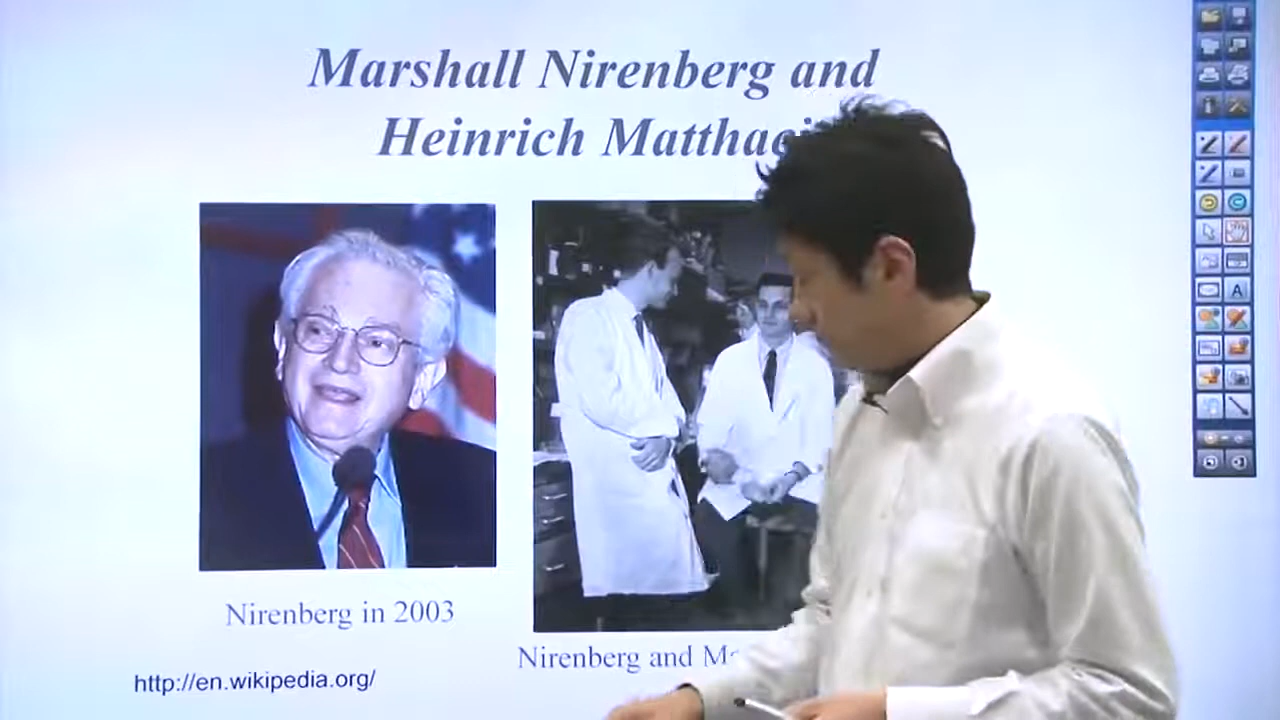 Marshall Nirenberg and
Heinrich Matthaei
Nirenberg in 2003
Nirenberg and
http://en.wikipedia.org/
A